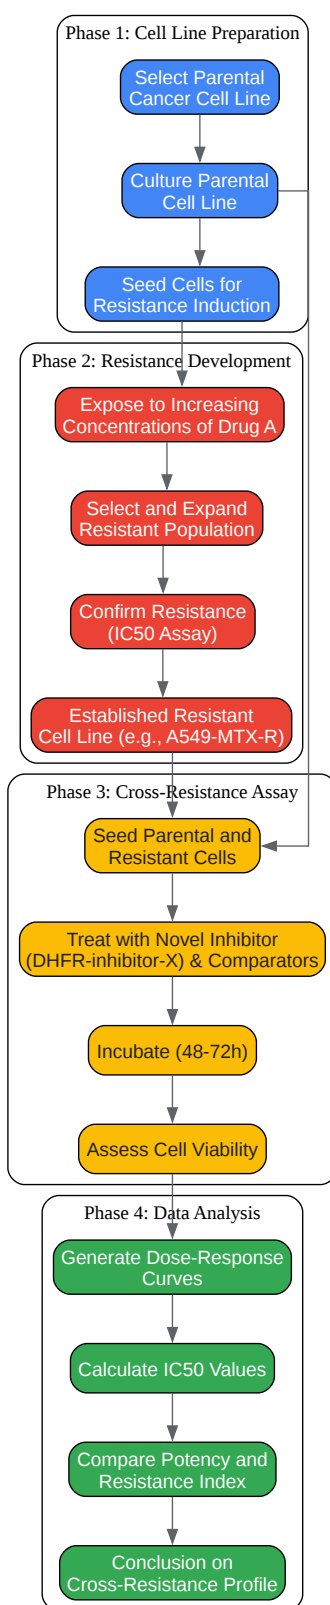 Phase 1: Cell Line Preparation
Select Parental
Cancer Cell Line
Culture Parental
Cell Line
Seed Cells for
Resistance Induction
Phase 2: Resistance Development
Expose to Increasing
Concentrations of Drug A
Select and Expand
Resistant Population
Confirm Resistance
(IC50 Assay)
Established Resistant
Cell Line (e.g., A549-MTX-R)
Phase 3: Cross-Resistance Assay
Seed Parental and
Resistant Cells
Treat with Novel Inhibitor
(DHFR-inhibitor-X) & Comparators
Incubate (48-72h)
Assess Cell Viability
Phase 4: Data Analysis
Generate Dose-Response
Curves
Calculate IC50 Values
Compare Potency and
Resistance Index
Conclusion on
Cross-Resistance Profile